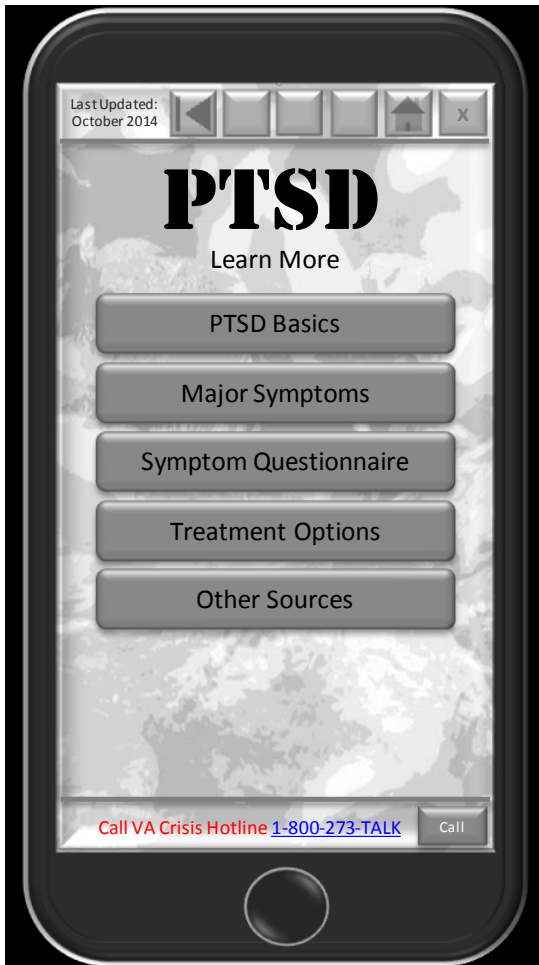 Last Updated:
October 2014
x
PTSD
Learn More
PTSD Basics
Major Symptoms
Symptom Questionnaire
Treatment Options
Other Sources
Call VA Crisis Hotline 1-800-273-TALK
Call